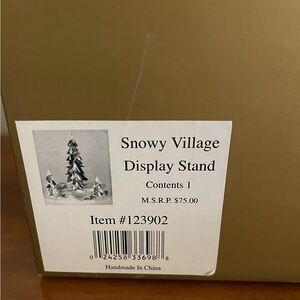 Snowy Village
Display Stand
Contents 1
M.S.R.P. $75.00
Item #123902
0 24258 33698 8
Handmade In China